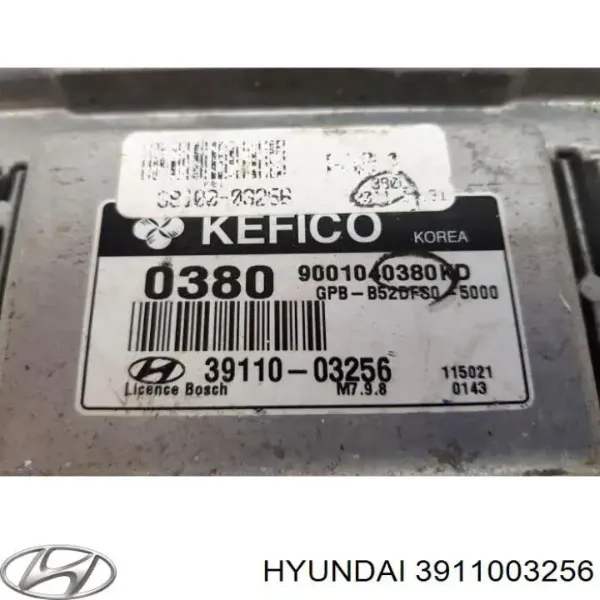 39100-03256
KEFICO KOREA
0380 9001040380KD
GPB-B52DFS0-5000
39110-03256 115021
Licence Bosch M7.9.8 0143
HYUNDAI 3911003256